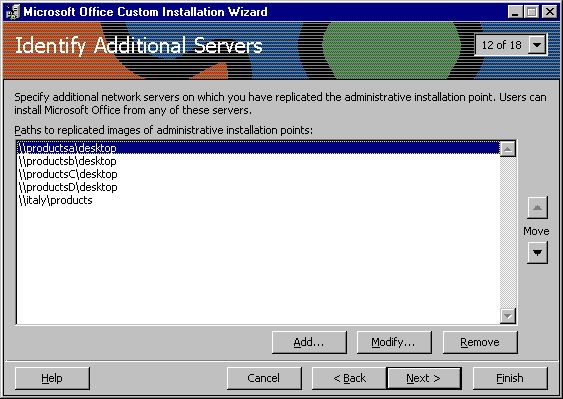 Microsoft Office Custom Installation Wizard
Identify Additional Servers
12 of 18
Specify additional network servers on which you have replicated the administrative installation point. Users can
install Microsoft Office from any of these servers.
Paths to replicated images of administrative installation points:
\\productsa\desktop
\\productsb\desktop
\\productsC\desktop
\\productsD\desktop
\\italy\products
Move
Add...
Modify...
Remove
Help
Cancel
< Back
Next >
Finish